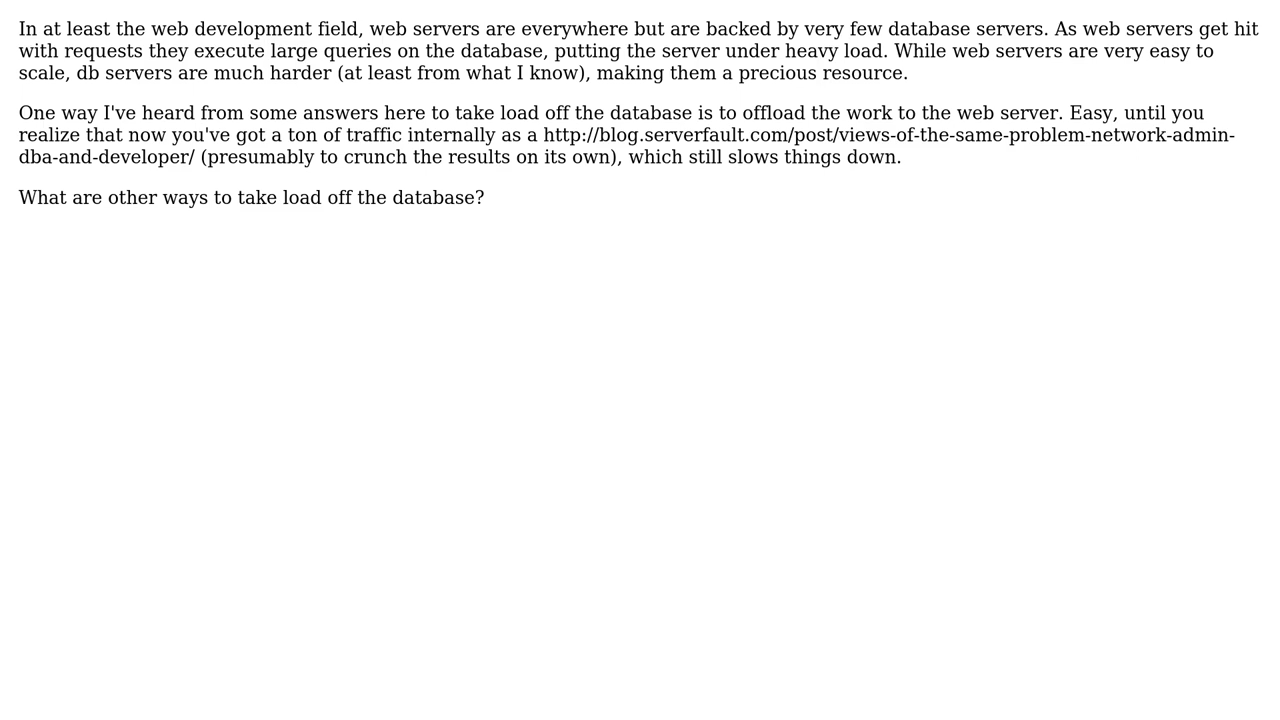 In at least the web development field, web servers are everywhere but are backed by very few database servers. As web servers get hit
with requests they execute large queries on the database, putting the server under heavy load. While web servers are very easy to
scale, db servers are much harder (at least from what I know), making them a precious resource.
One way I've heard from some answers here to take load off the database is to offload the work to the web server. Easy, until you
realize that now you've got a ton of traffic internally as a http://blog.serverfault.com/post/views-of-the-same-problem-network-admin-
dba-and-developer/ (presumably to crunch the results on its own), which still slows things down.
What are other ways to take load off the database?